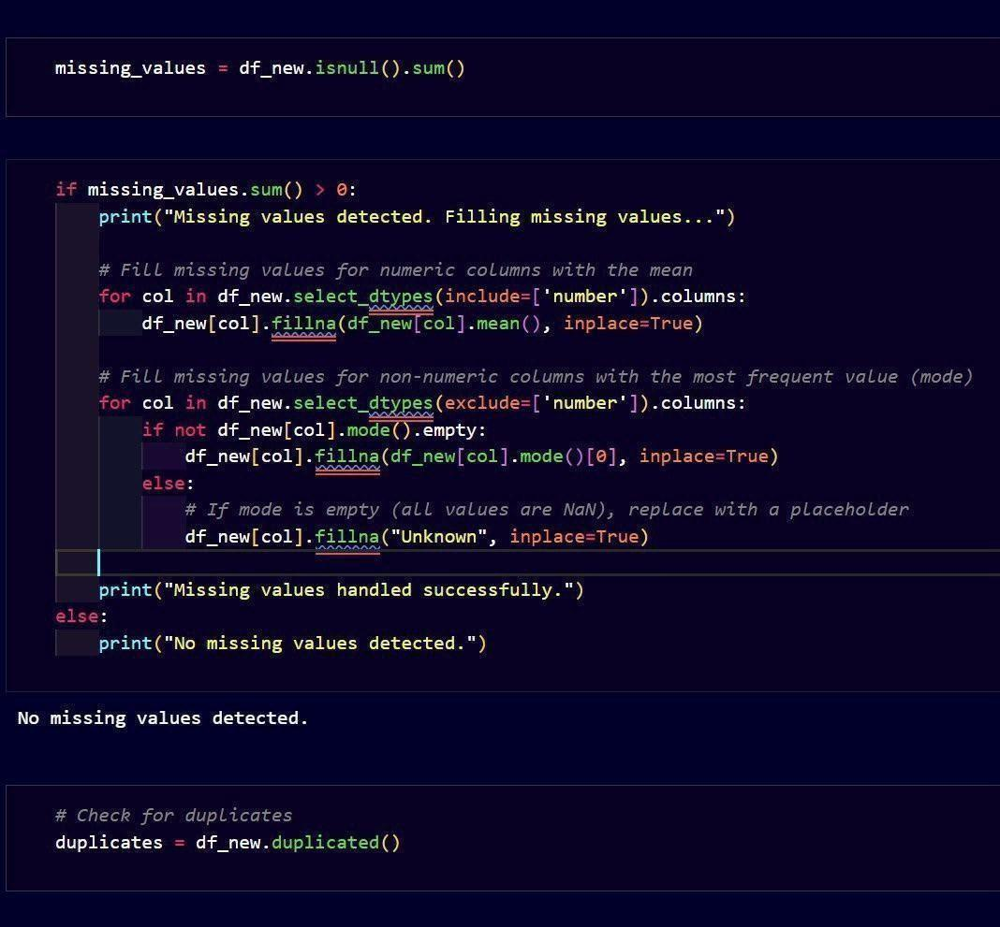 missing_values = df_new.isnull().sum()
if missing_values.sum() > 0:
print("Missing values detected. Filling missing values...")
# Fill missing values for numeric columns with the mean
for col in df_new.select_dtypes(include=['number']).columns:
df_new[col].fillna(df_new[col].mean(), inplace=True)
# Fill missing values for non-numeric columns with the most frequent value (mode)
for col in df_new.select_dtypes(exclude=['number']).columns:
if not df_new[col].mode().empty:
df_new[col].fillna(df_new[col].mode()[0], inplace=True)
else:
# If mode is empty (all values are NaN), replace with a placeholder
df_new[col].fillna("Unknown", inplace=True)
print("Missing values handled successfully.")
else:
print("No missing values detected.")
No missing values detected.
# Check for duplicates
duplicates = df_new.duplicated()